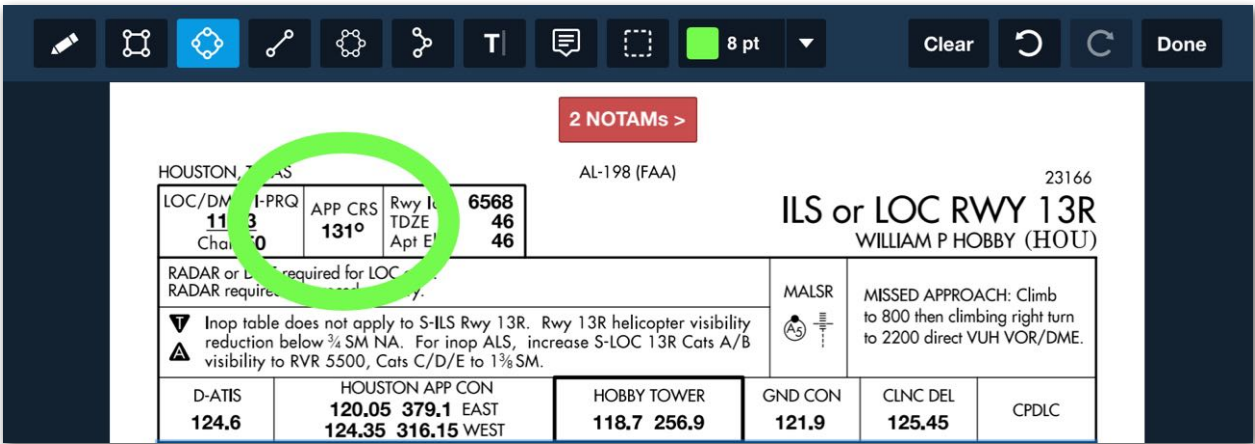 T
8 pt
Clear
Done
2 NOTAMs >
HOUSTON,
AL-198 (FAA)
23166
LOC/DM I-PRQ
APP CRS
131°
Rwy
6568
TDZE
46
Apt
46
ILS or LOC RWY 13R
WILLIAM P HOBBY (HOU)
RADAR or required for LOC
RADAR
MALSR
A5
MISSED APPROACH: Climb
to 800 then climbing right turn
to 2200 direct VUH VOR/DME.
T
Inop table does not apply to S-ILS Rwy 13R. Rwy 13R helicopter visibility
A
reduction below ¾ SM NA. For inop ALS, increase S-LOC 13R Cats A/B
visibility to RVR 5500, Cats C/D/E to 1⅜ SM.
D-ATIS
124.6
HOUSTON APP CON
120.05 379.1 EAST
124.35 316.15 WEST
HOBBY TOWER
118.7 256.9
GND CON
121.9
CLNC DEL
125.45
CPDLC